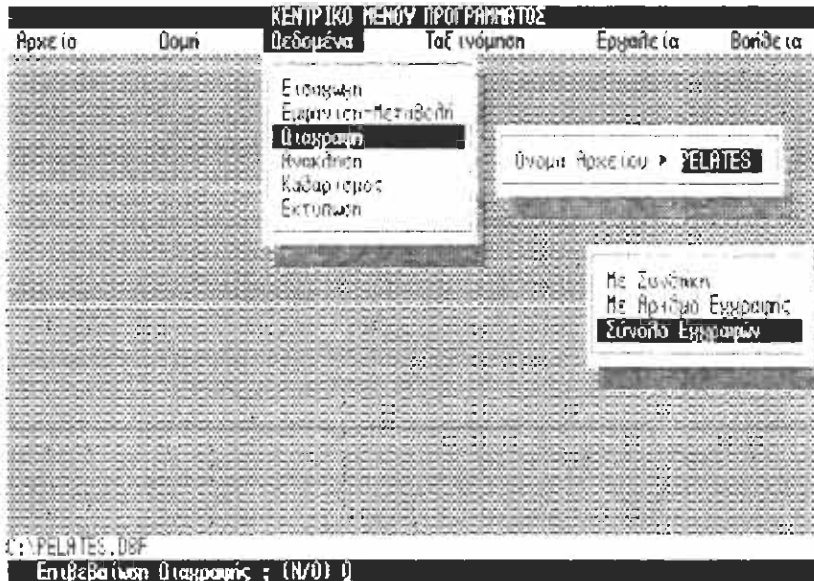 ΚΕΝΤΡΙΚΟ ΜΕΝΟΥ ΠΡΟΓΡΑΜΜΑΤΟΣ
Αρχείο Δομή Δεδομένα Ταξινόμηση Εργαλεία Βοήθεια
Εισαγωγή
Εμφάνιση-Μεταβολή
Διαγραφή
Ανάκληση
Καθαρισμός
Εκτύπωση
Όνομα Αρχείου ► PELATES
Με Συνθήκη
Με Αριθμό Εγγραφής
Σύνολο Εγγραφών
C:\PELATES.DBF
Επιβεβαίωση Διαγραφής : (Ν/Ο) Ο